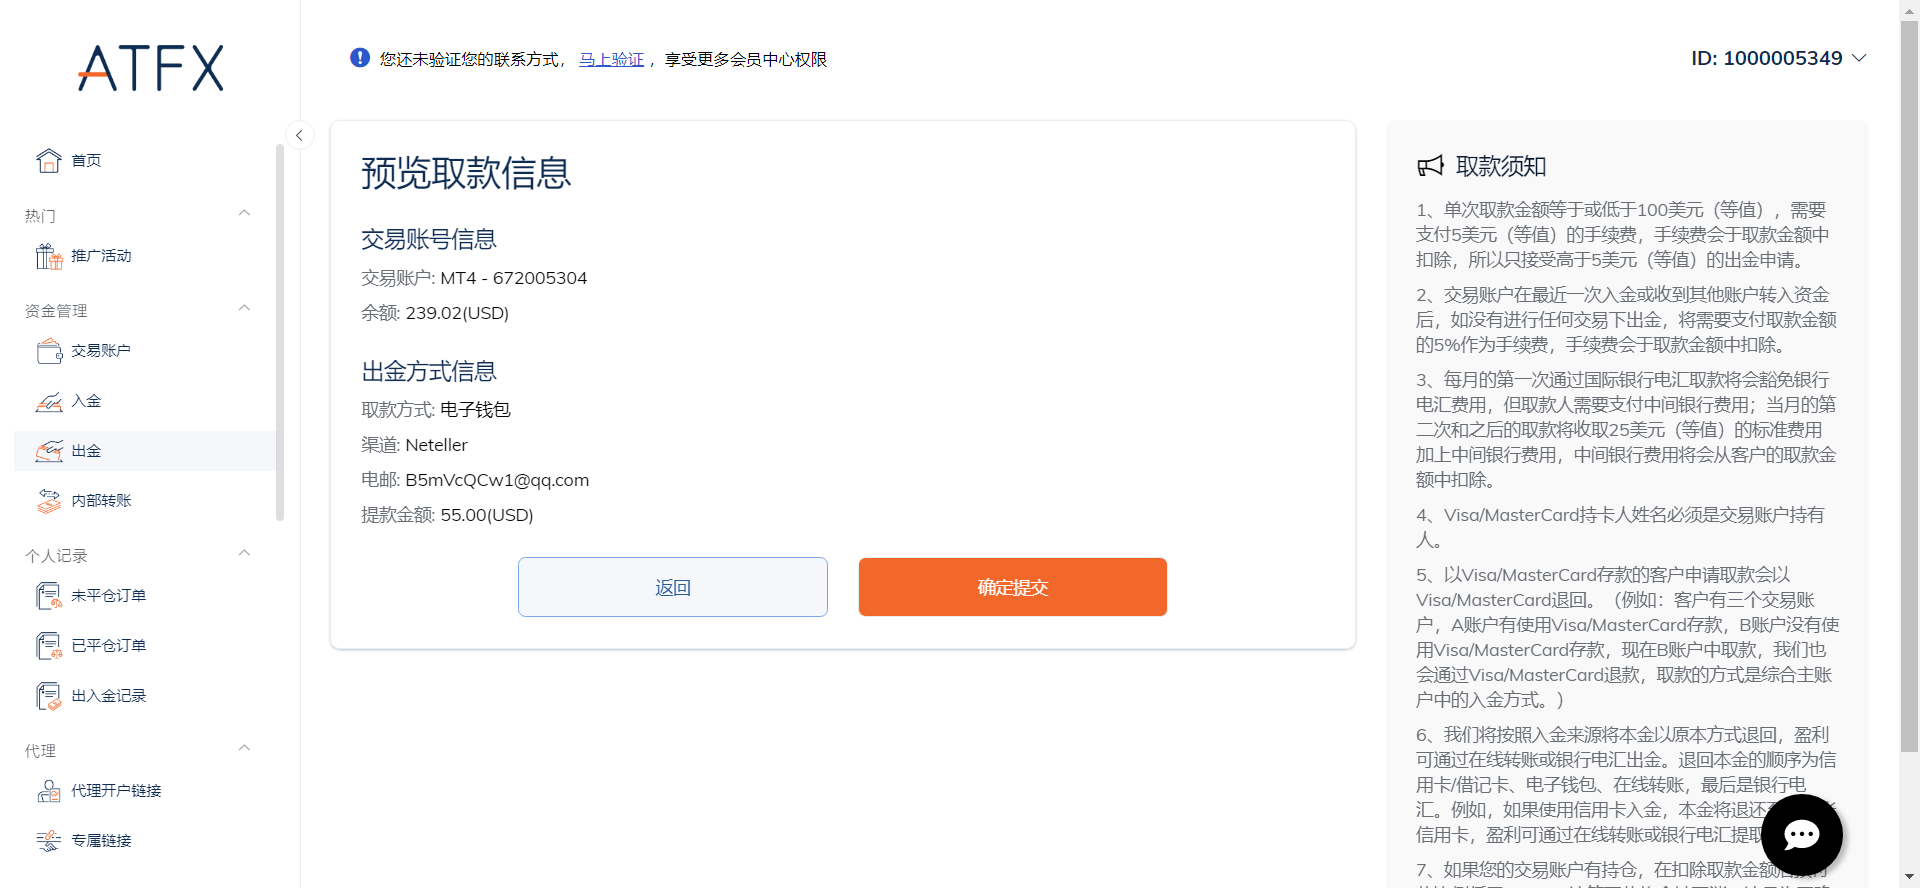 ATFX
首页
热门
推广活动
资金管理
交易账户
入金
出金
内部转账
个人记录
未平仓订单
已平仓订单
出入金记录
代理
代理开户链接
专属链接
您还未验证您的联系方式， 马上验证 ，享受更多会员中心权限
ID: 1000005349
预览取款信息
交易账号信息
交易账户: MT4 - 672005304
余额: 239.02(USD)
出金方式信息
取款方式: 电子钱包
渠道: Neteller
电邮: B5mVcQCw1@qq.com
提款金额: 55.00(USD)
返回
确定提交
取款须知
1、单次取款金额等于或低于100美元（等值），需要
支付5美元（等值）的手续费，手续费会于取款金额中
扣除，所以只接受高于5美元（等值）的出金申请。
2、交易账户在最近一次入金或收到其他账户转入资金
后，如没有进行任何交易下出金，将需要支付取款金额
的5%作为手续费，手续费会于取款金额中扣除。
3、每月的第一次通过国际银行电汇取款将会豁免银行
电汇费用，但取款人需要支付中间银行费用；当月的第
二次和之后的取款将收取25美元（等值）的标准费用
加上中间银行费用，中间银行费用将会从客户的取款金
额中扣除。
4、Visa/MasterCard持卡人姓名必须是交易账户持有
人。
5、以Visa/MasterCard存款的客户申请取款会以
Visa/MasterCard退回。（例如：客户有三个交易账
户，A账户有使用Visa/MasterCard存款，B账户没有使
用Visa/MasterCard存款，现在B账户中取款，我们也
会通过Visa/MasterCard退款，取款的方式是综合主账
户中的入金方式。）
6、我们将按照入金来源将本金以原本方式退回，盈利
可通过在线转账或银行电汇出金。退回本金的顺序为信
用卡/借记卡、电子钱包、在线转账，最后是银行电
汇。例如，如果使用信用卡入金，本金将退还
信用卡，盈利可通过在线转账或银行电汇提取
7、如果您的交易账户有持仓，在扣除取款金额